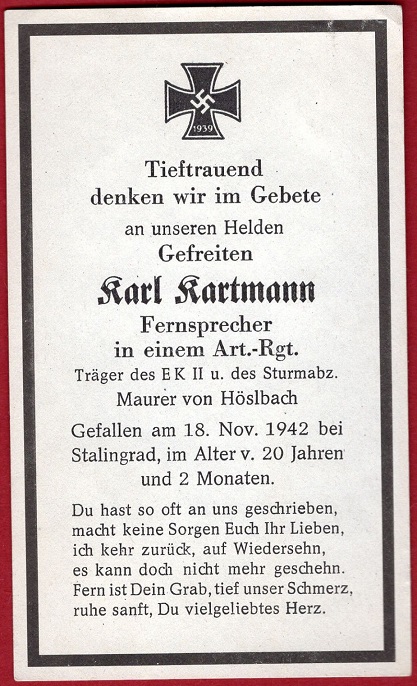 1939
Tieftrauend
denken wir im Gebete
an unseren Helden
Gefreiten
Karl Kartmann
Fernsprecher
in einem Art.-Rgt.
Träger des EK II u. des Sturmabz.
Maurer von Höslbach
Gefallen am 18. Nov. 1942 bei
Stalingrad, im Alter v. 20 Jahren
und 2 Monaten.
Du hast so oft an uns geschrieben,
macht keine Sorgen Euch Ihr Lieben,
ich kehr zurück, auf Wiedersehn,
es kann doch nicht mehr geschehn.
Fern ist Dein Grab, tief unser Schmerz,
ruhe sanft, Du vielgeliebtes Herz.